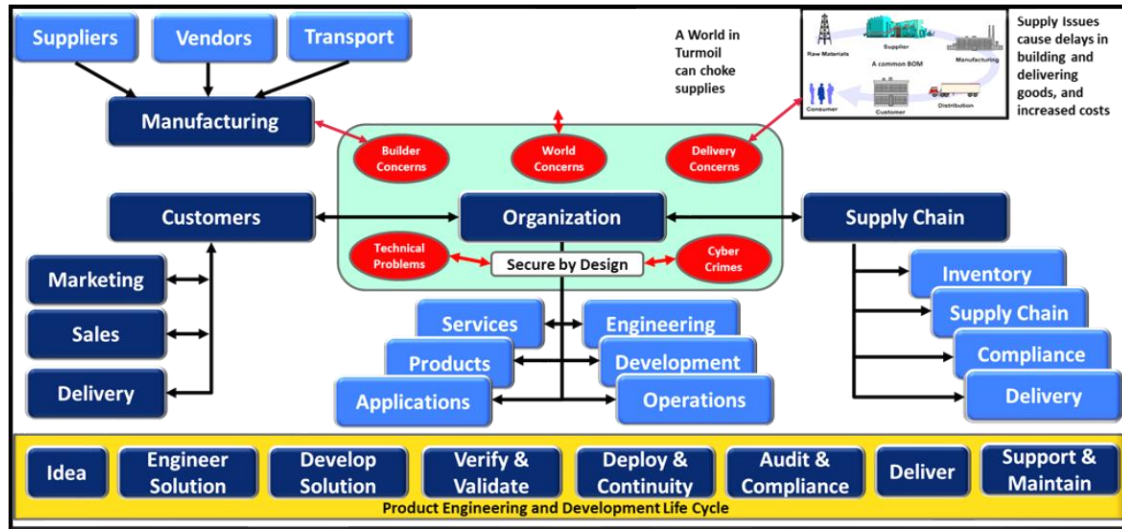 Suppliers
Vendors
Transport
Manufacturing
A World in
Turmoil
can choke
supplies
Raw Materials
Supplier
A common BOM
Manufacturing
Consumer
Customer
Distribution
Supply Issues
cause delays in
building and
delivering
goods, and
increased costs
Builder
Concerns
World
Concerns
Delivery
Concerns
Customers
Organization
Supply Chain
Technical
Problems
Secure by Design
Cyber
Crimes
Marketing
Sales
Delivery
Services
Engineering
Products
Development
Applications
Operations
Inventory
Supply Chain
Compliance
Delivery
Idea
Engineer
Solution
Develop
Solution
Verify &
Validate
Deploy &
Continuity
Audit &
Compliance
Deliver
Support &
Maintain
Product Engineering and Development Life Cycle